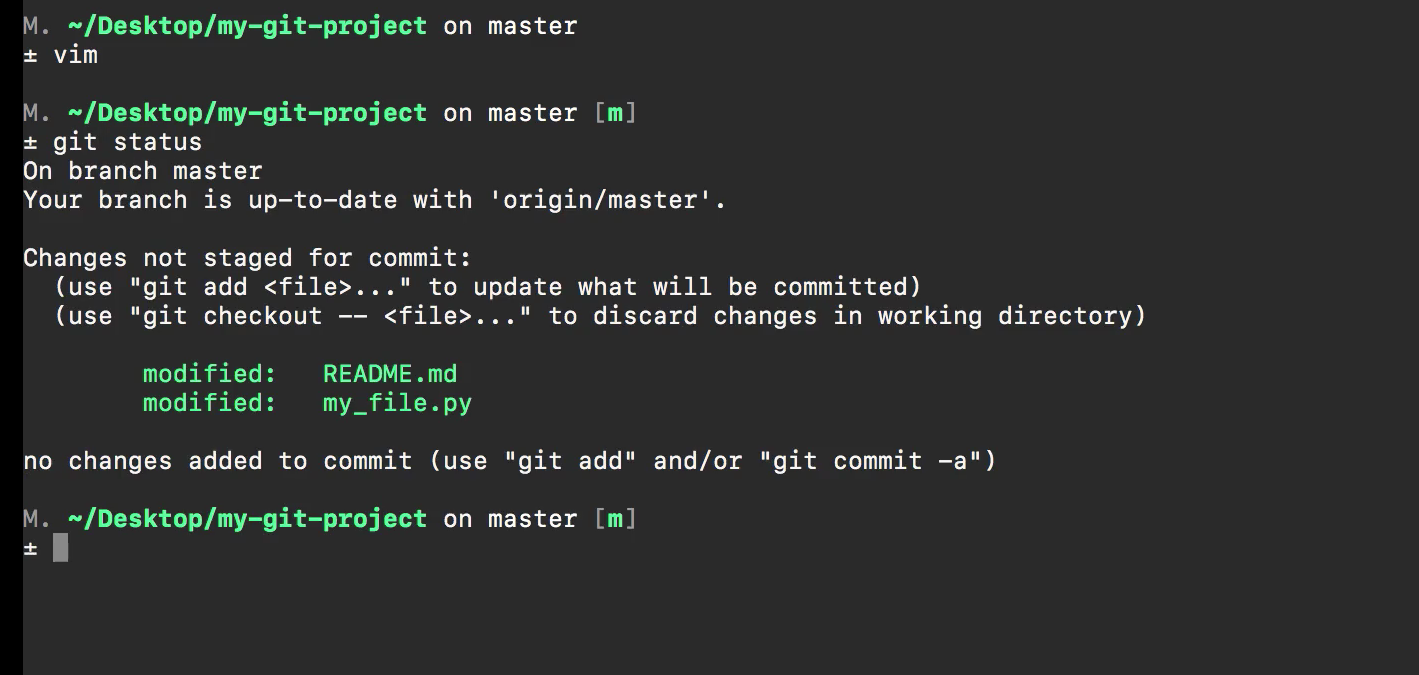 M. ~/Desktop/my-git-project on master
± vim
M. ~/Desktop/my-git-project on master [m]
± git status
On branch master
Your branch is up-to-date with 'origin/master'.
Changes not staged for commit:
  (use "git add <file>..." to update what will be committed)
  (use "git checkout -- <file>..." to discard changes in working directory)
        modified:   README.md
        modified:   my_file.py
no changes added to commit (use "git add" and/or "git commit -a")
M. ~/Desktop/my-git-project on master [m]
±